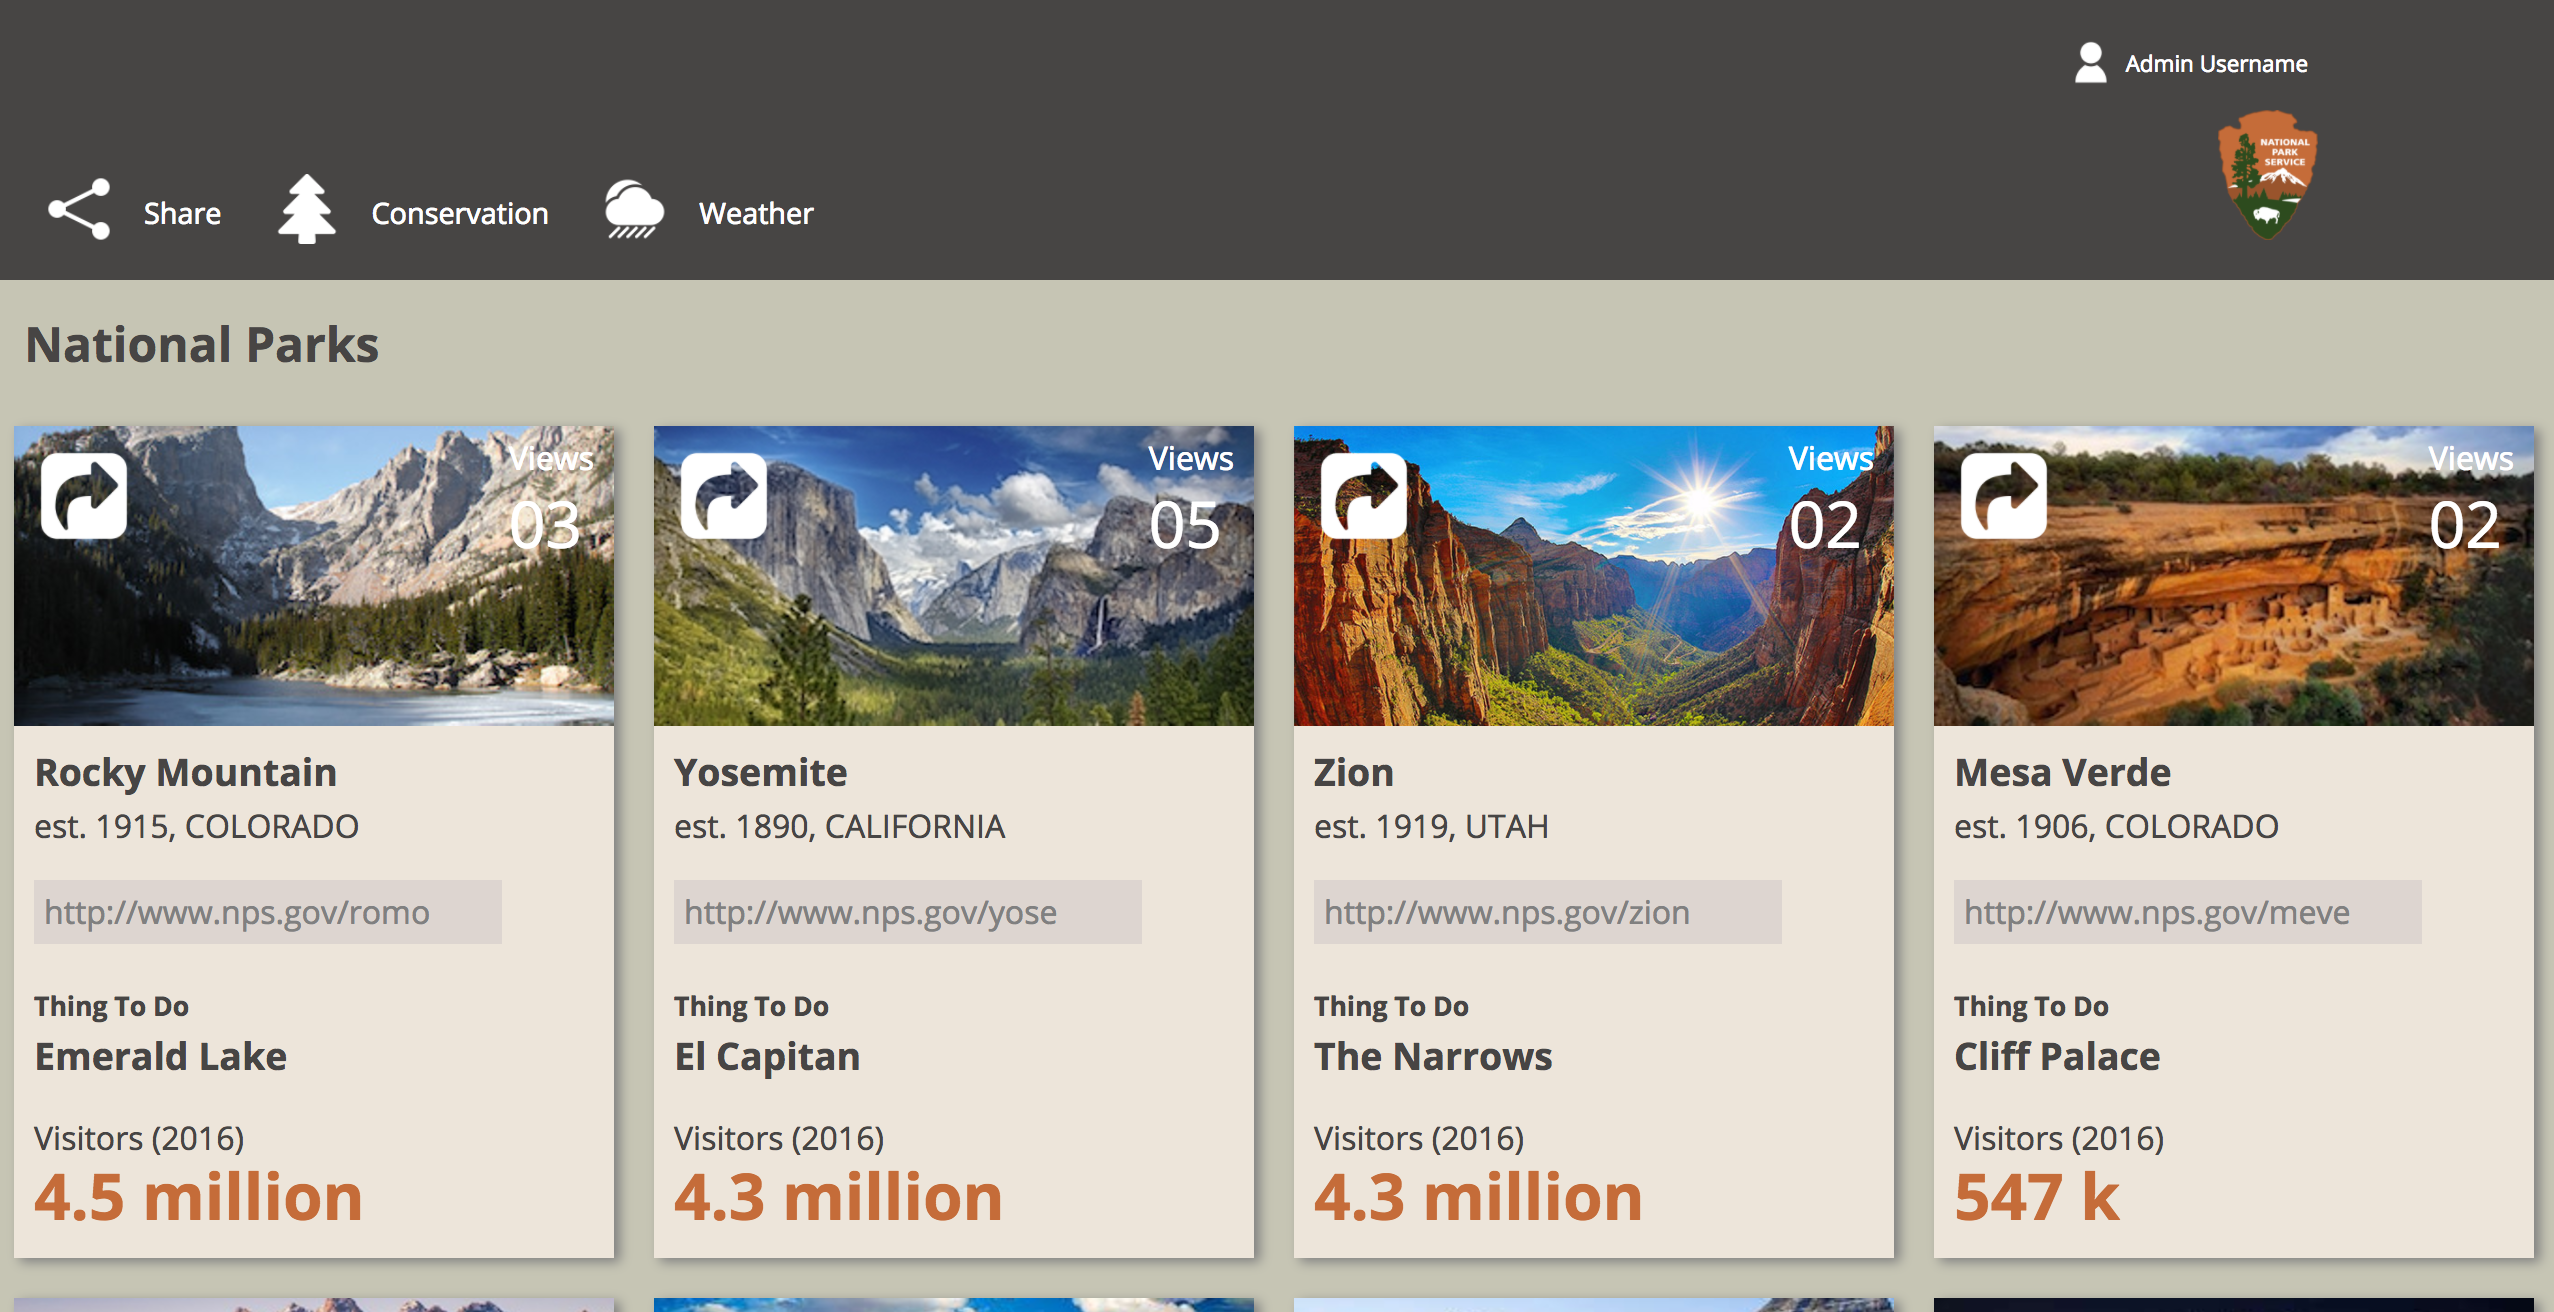 Admin Username
NATIONAL
PARK
SERVICE
Share
Conservation
Weather
National Parks
Views
03
Rocky Mountain
est. 1915, COLORADO
http://www.nps.gov/romo
Thing To Do
Emerald Lake
Visitors (2016)
4.5 million
Views
05
Yosemite
est. 1890, CALIFORNIA
http://www.nps.gov/yose
Thing To Do
El Capitan
Visitors (2016)
4.3 million
Views
02
Zion
est. 1919, UTAH
http://www.nps.gov/zion
Thing To Do
The Narrows
Visitors (2016)
4.3 million
Views
02
Mesa Verde
est. 1906, COLORADO
http://www.nps.gov/meve
Thing To Do
Cliff Palace
Visitors (2016)
547 k